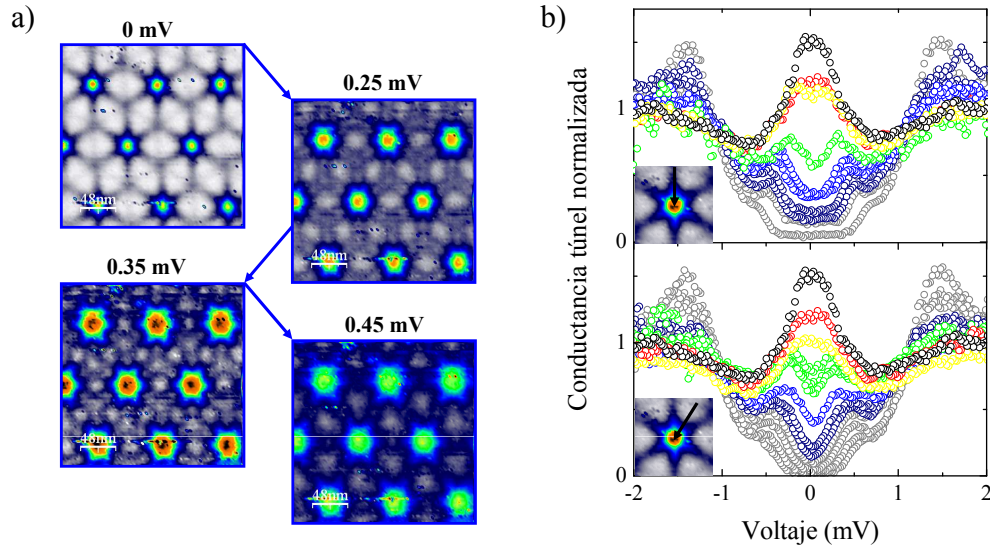 a)
0 mV
48nm
0.25 mV
48nm
0.35 mV
48nm
0.45 mV
48nm
b)
Conductancia túnel normalizada
1
0
1
0
-2
-1
0
1
2
Voltaje (mV)